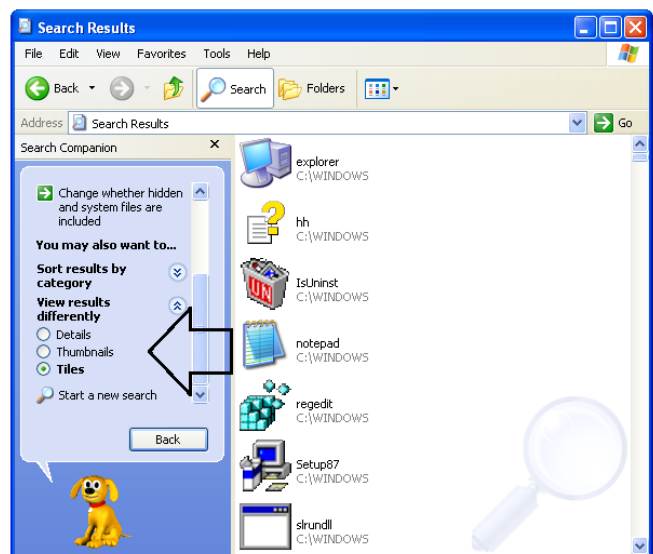 Search Results
File Edit View Favorites Tools Help
Back Search Folders
Address Search Results Go
Search Companion
Change whether hidden
and system files are
included
You may also want to...
Sort results by
category
View results
differently
Details
Thumbnails
Tiles
Start a new search
Back
explorer
C:\WINDOWS
hh
C:\WINDOWS
IsUninst
C:\WINDOWS
UN
notepad
C:\WINDOWS
regedit
C:\WINDOWS
Setup87
C:\WINDOWS
slrundll
C:\WINDOWS